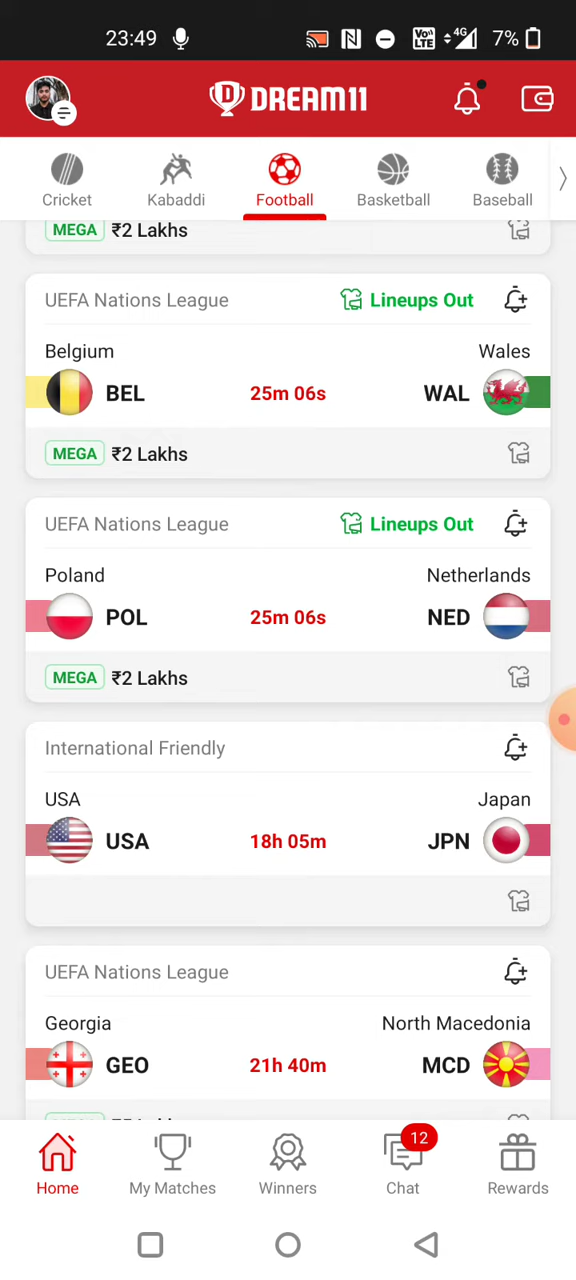 23:49
Vo))
LTE
4G
7%
DREAM11
Cricket
Kabaddi
Football
Basketball
Baseball
MEGA ₹2 Lakhs
UEFA Nations League
Lineups Out
Belgium
Wales
BEL
25m 06s
WAL
MEGA ₹2 Lakhs
UEFA Nations League
Lineups Out
Poland
Netherlands
POL
25m 06s
NED
MEGA ₹2 Lakhs
International Friendly
USA
Japan
USA
18h 05m
JPN
UEFA Nations League
Georgia
North Macedonia
GEO
21h 40m
MCD
12
Home
My Matches
Winners
Chat
Rewards